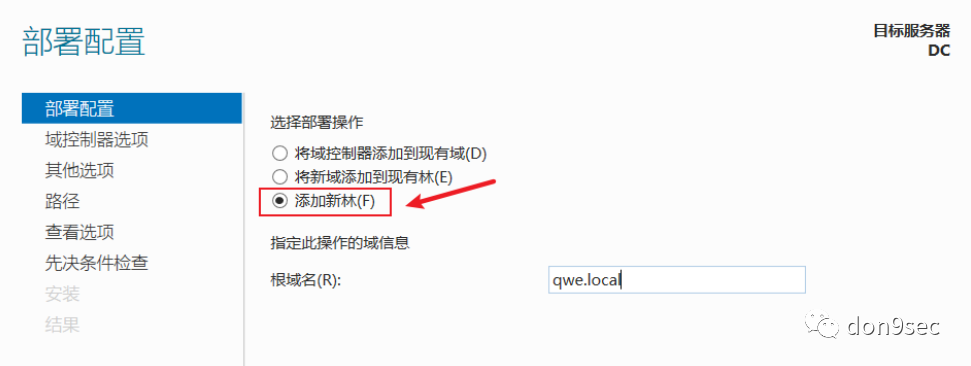 部署配置
目标服务器
DC
部署配置
域控制器选项
其他选项
路径
查看选项
先决条件检查
安装
结果
选择部署操作
将域控制器添加到现有域(D)
将新域添加到现有林(E)
添加新林(F)
指定此操作的域信息
根域名(R):
qwe.local
don9sec